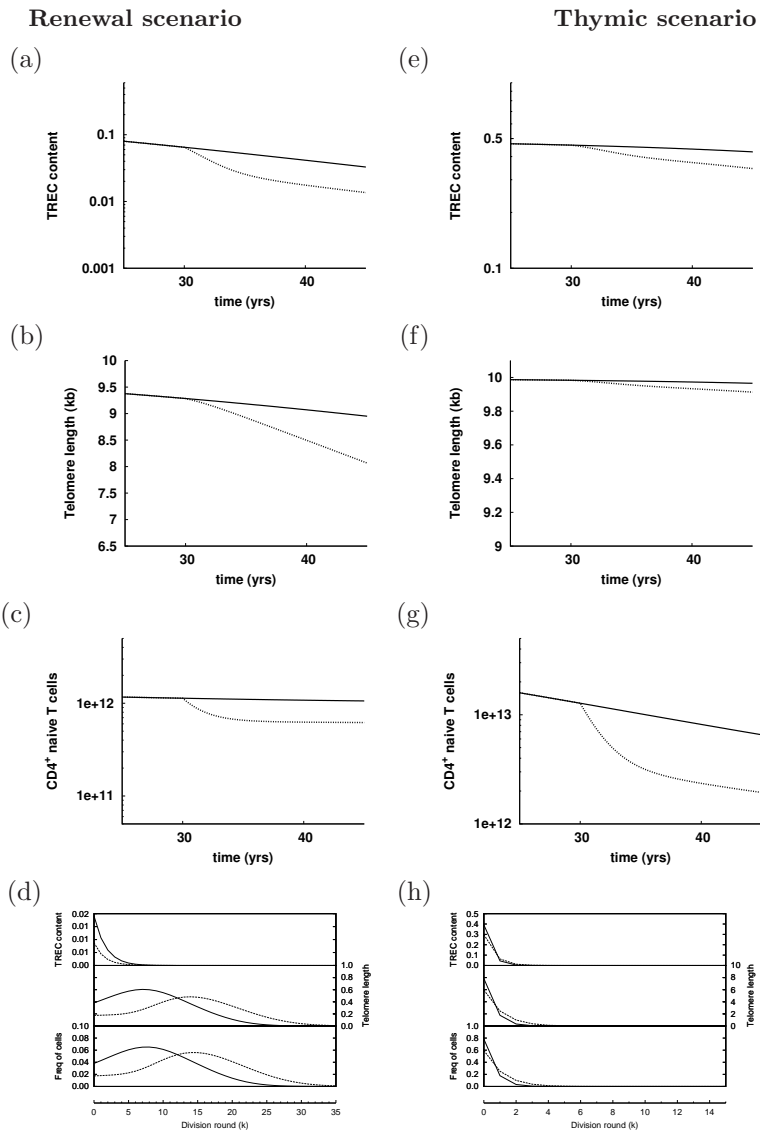 Renewal scenario
Thymic scenario
(a)
TREC content
0.1
0.01
0.001
30
40
time (yrs)
(e)
TREC content
0.5
0.1
30
40
time (yrs)
(b)
Telomere length (kb)
10
9.5
9
8.5
8
7.5
7
6.5
30
40
time (yrs)
(f)
Telomere length (kb)
10
9.8
9.6
9.4
9.2
9
30
40
time (yrs)
(c)
CD4+ naive T cells
1e+12
1e+11
30
40
time (yrs)
(g)
CD4+ naive T cells
1e+13
1e+12
30
40
time (yrs)
(d)
TREC content
0.02
0.01
0.01
0.00
Telomere length
1.0
0.8
0.6
0.4
0.2
0.0
Freq of cells
0.10
0.08
0.06
0.04
0.02
0.00
0 5 10 15 20 25 30 35
Division round (k)
(h)
TREC content
0.5
0.4
0.3
0.2
0.1
0.0
Telomere length
10
8
6
4
2
0
Freq of cells
1.0
0.8
0.6
0.4
0.2
0.0
0 2 4 6 8 10 12 14
Division round (k)